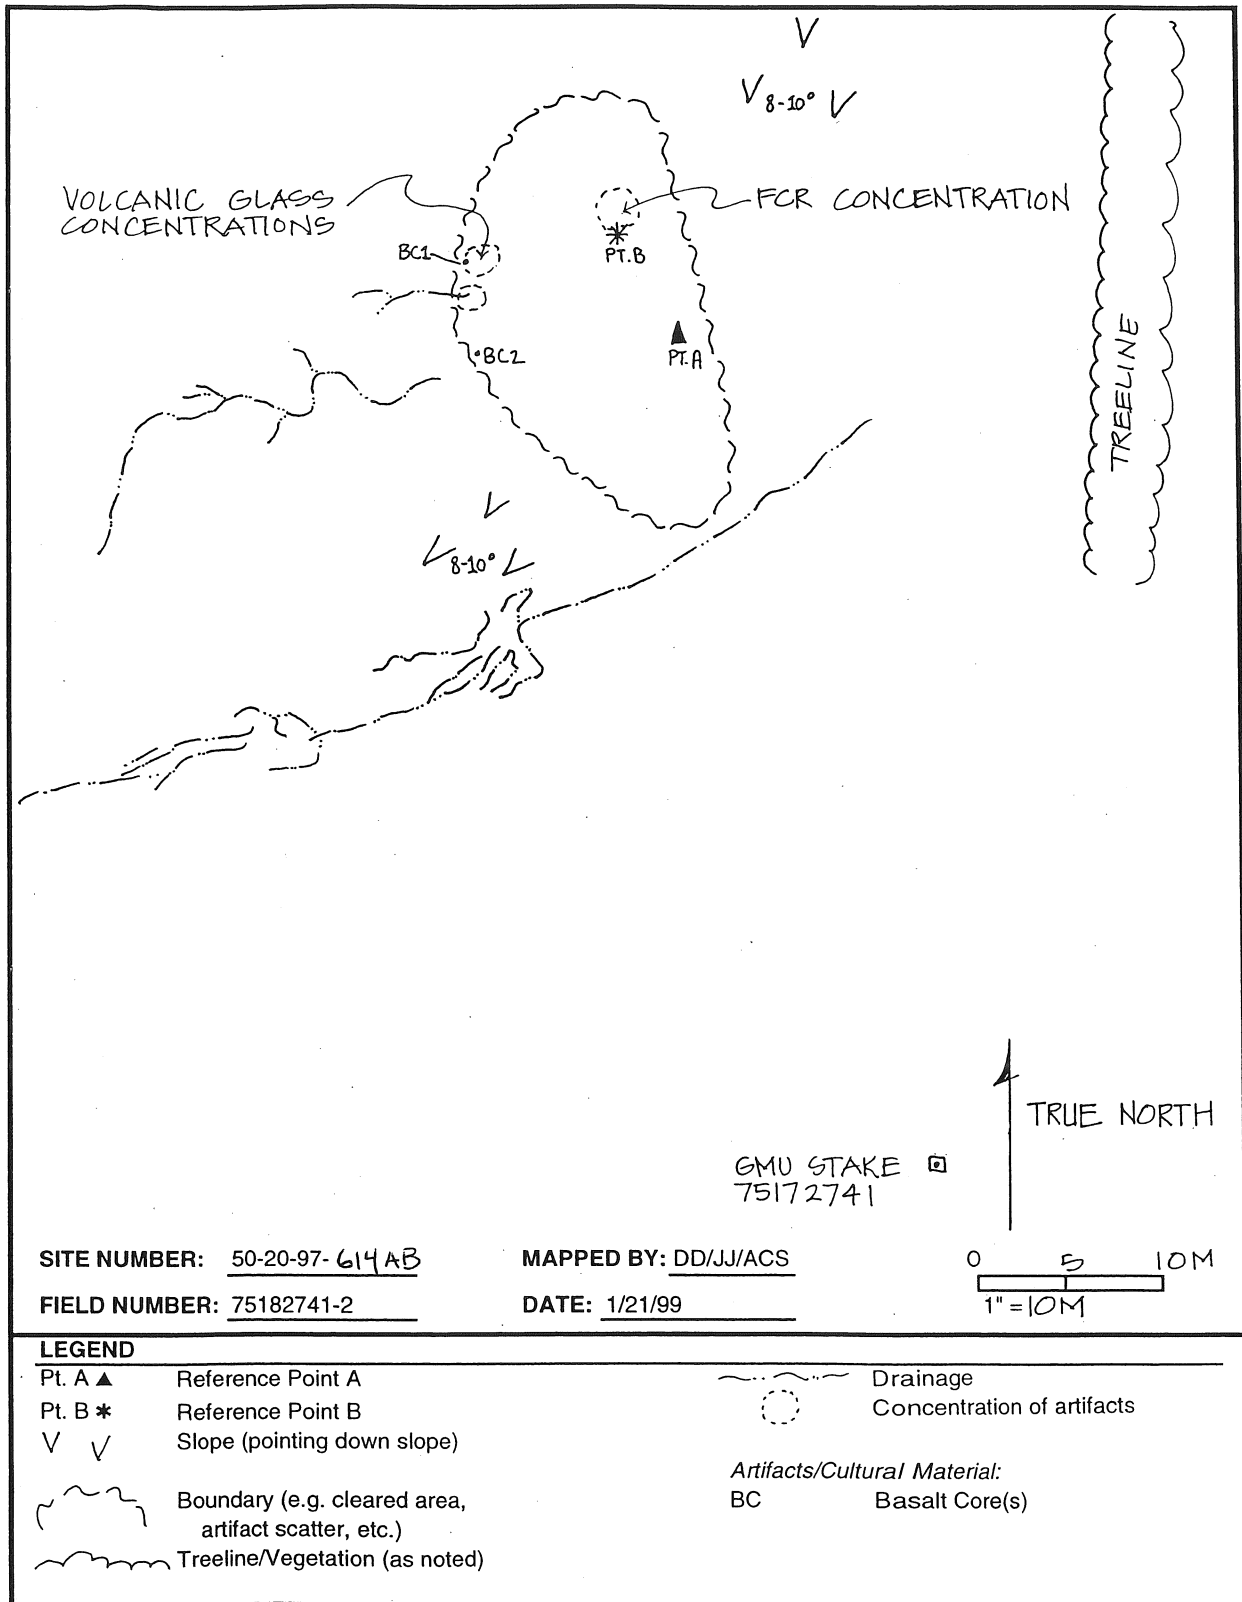 8-10°
VOLCANIC GLASS
CONCENTRATIONS
FCR CONCENTRATION
BC1
PT.B
BC2
PT.A
TREELINE
8-10°
TRUE NORTH
GMU STAKE
75172741
SITE NUMBER: 50-20-97-614AB
MAPPED BY: DD/JJ/ACS
0 5 10M
FIELD NUMBER: 75182741-2
DATE: 1/21/99
1" = 10M
LEGEND
Pt. A Reference Point A
Pt. B Reference Point B
Slope (pointing down slope)
Boundary (e.g. cleared area,
artifact scatter, etc.)
Treeline/Vegetation (as noted)
Drainage
Concentration of artifacts
Artifacts/Cultural Material:
BC Basalt Core(s)